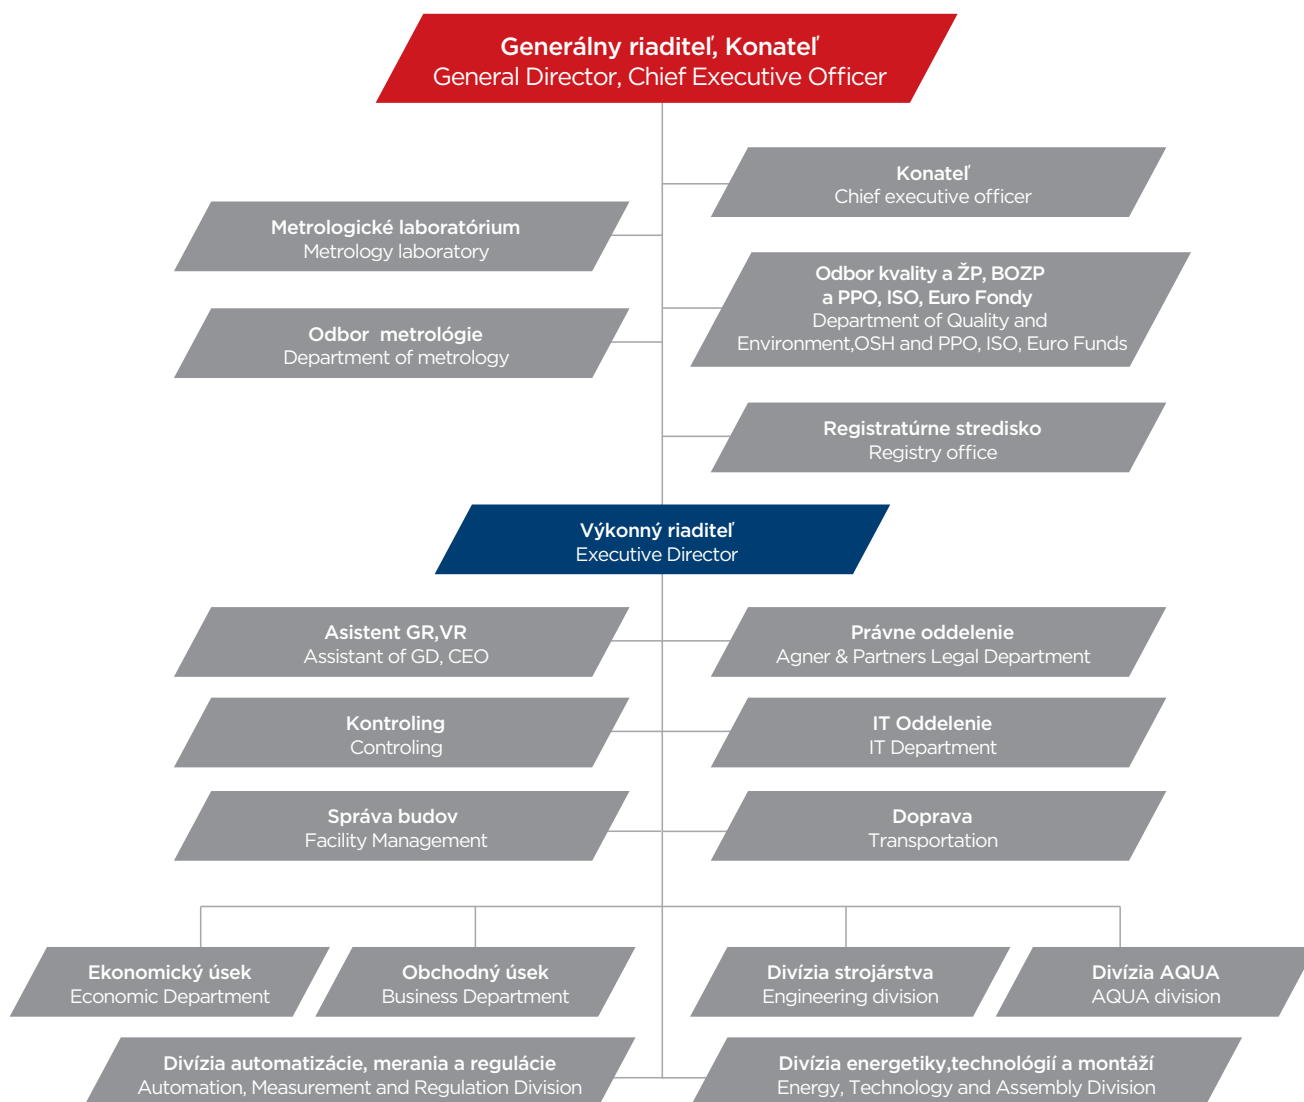 Generálny riaditeľ, Konateľ
General Director, Chief Executive Officer
Konateľ
Chief executive officer
Metrologické laboratórium
Metrology laboratory
Odbor kvality a ŽP, BOZP
a PPO, ISO, Euro Fondy
Department of Quality and
Environment,OSH and PPO, ISO, Euro Funds
Odbor metrológie
Department of metrology
Registratúrne stredisko
Registry office
Výkonný riaditeľ
Executive Director
Asistent GR,VR
Assistant of GD, CEO
Právne oddelenie
Agner & Partners Legal Department
Kontroling
Controling
IT Oddelenie
IT Department
Správa budov
Facility Management
Doprava
Transportation
Ekonomický úsek
Economic Department
Obchodný úsek
Business Department
Divízia strojárstva
Engineering division
Divízia AQUA
AQUA division
Divízia automatizácie, merania a regulácie
Automation, Measurement and Regulation Division
Divízia energetiky,technológií a montáží
Energy, Technology and Assembly Division